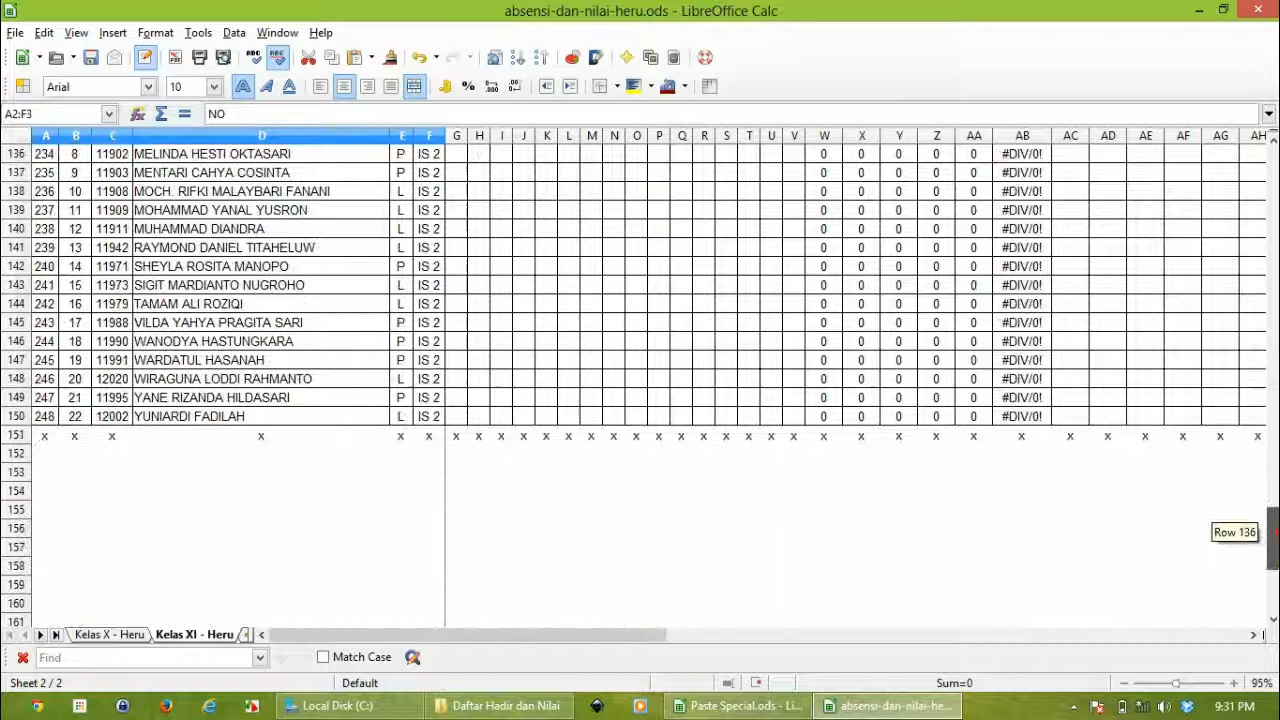 absensi-dan-nilai-heru.ods - LibreOffice Calc
File Edit View Insert Format Tools Data Window Help
Arial 10
A2:F3 NO
A B C D E F G H I J K L M N O P Q R S T U V W X Y Z AA AB AC AD AE AF AG AH
136 234 8 11902 MELINDA HESTI OKTASARI P IS 2 0 0 0 0 0 #DIV/0!
137 235 9 11903 MENTARI CAHYA COSINTA P IS 2 0 0 0 0 0 #DIV/0!
138 236 10 11908 MOCH. RIFKI MALAYBARI FANANI L IS 2 0 0 0 0 0 #DIV/0!
139 237 11 11909 MOHAMMAD YANAL YUSRON L IS 2 0 0 0 0 0 #DIV/0!
140 238 12 11911 MUHAMMAD DIANDRA L IS 2 0 0 0 0 0 #DIV/0!
141 239 13 11942 RAYMOND DANIEL TITAHELUW L IS 2 0 0 0 0 0 #DIV/0!
142 240 14 11971 SHEYLA ROSITA MANOPO P IS 2 0 0 0 0 0 #DIV/0!
143 241 15 11973 SIGIT MARDIANTO NUGROHO L IS 2 0 0 0 0 0 #DIV/0!
144 242 16 11979 TAMAM ALI ROZIQI L IS 2 0 0 0 0 0 #DIV/0!
145 243 17 11988 VILDA YAHYA PRAGITA SARI P IS 2 0 0 0 0 0 #DIV/0!
146 244 18 11990 WANODYA HASTUNGKARA P IS 2 0 0 0 0 0 #DIV/0!
147 245 19 11991 WARDATUL HASANAH P IS 2 0 0 0 0 0 #DIV/0!
148 246 20 12020 WIRAGUNA LODDI RAHMANTO L IS 2 0 0 0 0 0 #DIV/0!
149 247 21 11995 YANE RIZANDA HILDASARI P IS 2 0 0 0 0 0 #DIV/0!
150 248 22 12002 YUNIARDI FADILAH L IS 2 0 0 0 0 0 #DIV/0!
151 x x x x x x x x x x x x x x x x x x x x x x x x x x x x x x x x x x
152
153
154
155
156 Row 136
157
158
159
160
161
Kelas X - Heru Kelas XI - Heru
Find Match Case
Sheet 2 / 2 Default Sum=0 95%
Local Disk (C:) Daftar Hadir dan Nilai Paste Special.ods - L... absensi-dan-nilai-he... 9:31 PM